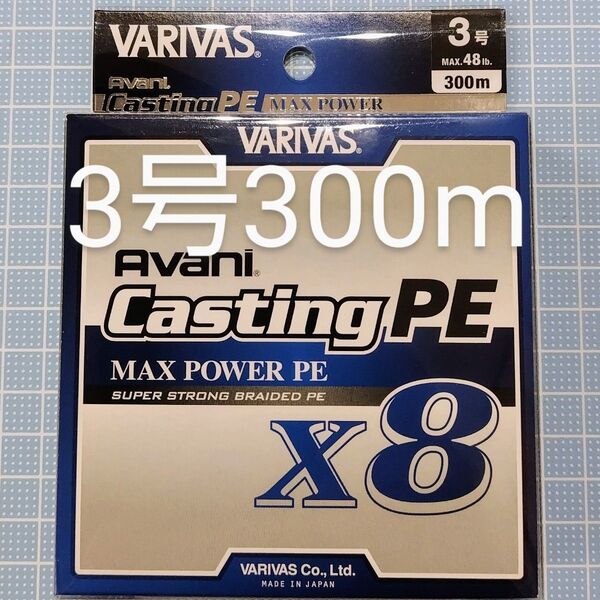 VARIVAS®
3号
MAX.48lb.
300m
Avani
Casting PE MAX POWER
VARIVAS®
3号300m
Avani®
Casting PE
MAX POWER PE
SUPER STRONG BRAIDED PE
X8
VARIVAS Co., Ltd.
MADE IN JAPAN